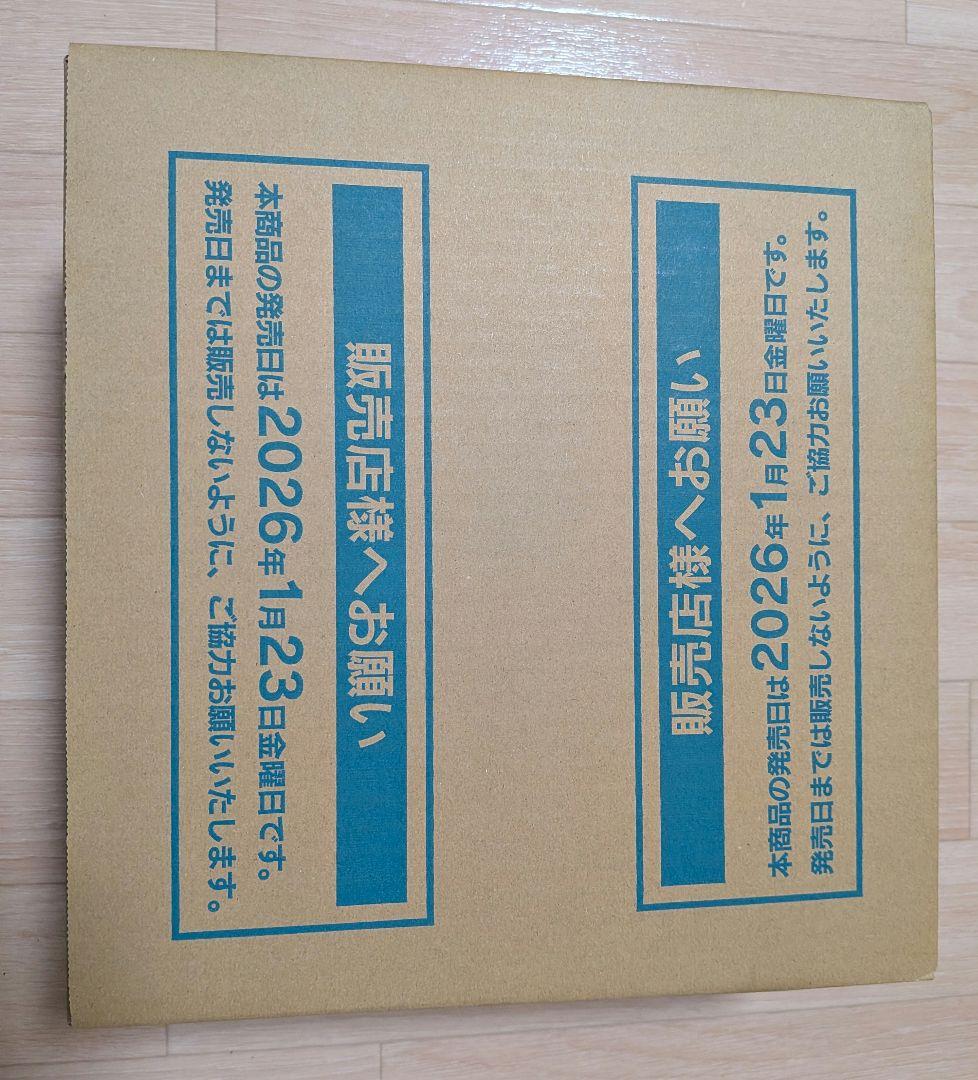 販売店様へお願い
本商品の発売日は2026年1月23日金曜日です。
発売日までは販売しないように、ご協力お願いいたします。
販売店様へお願い
本商品の発売日は2026年1月23日金曜日です。
発売日までは販売しないように、ご協力お願いいたします。